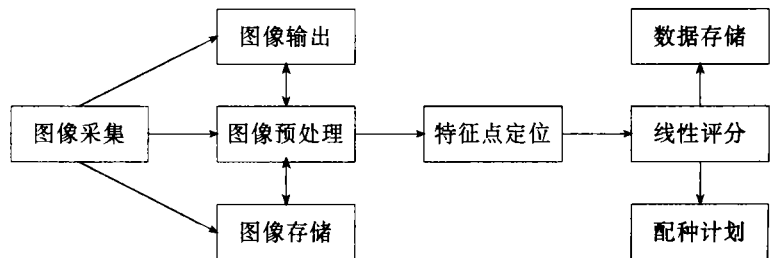 图像输出
数据存储
图像采集
图像预处理
特征点定位
线性评分
图像存储
配种计划